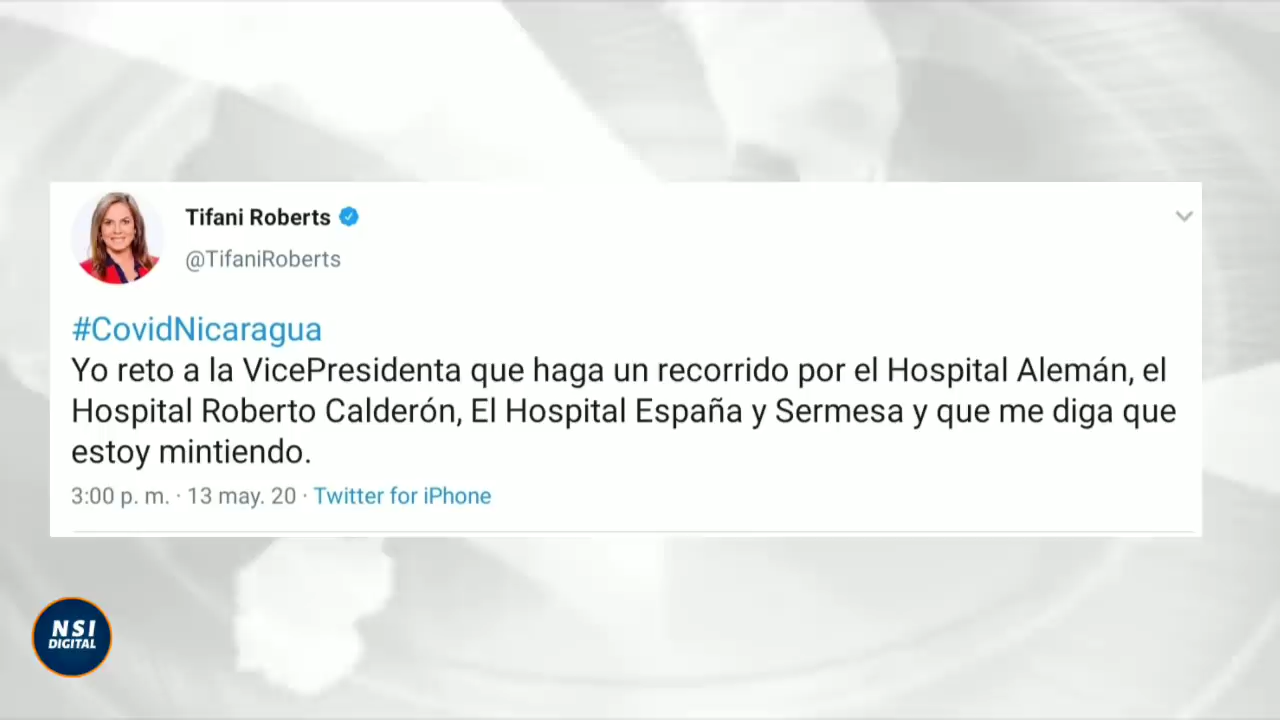 Tifani Roberts
@TifaniRoberts
#CovidNicaragua
Yo reto a la VicePresidenta que haga un recorrido por el Hospital Alemán, el
Hospital Roberto Calderón, El Hospital España y Sermesa y que me diga que
estoy mintiendo.
3:00 p. m. · 13 may. 20 · Twitter for iPhone
NSI
DIGITAL